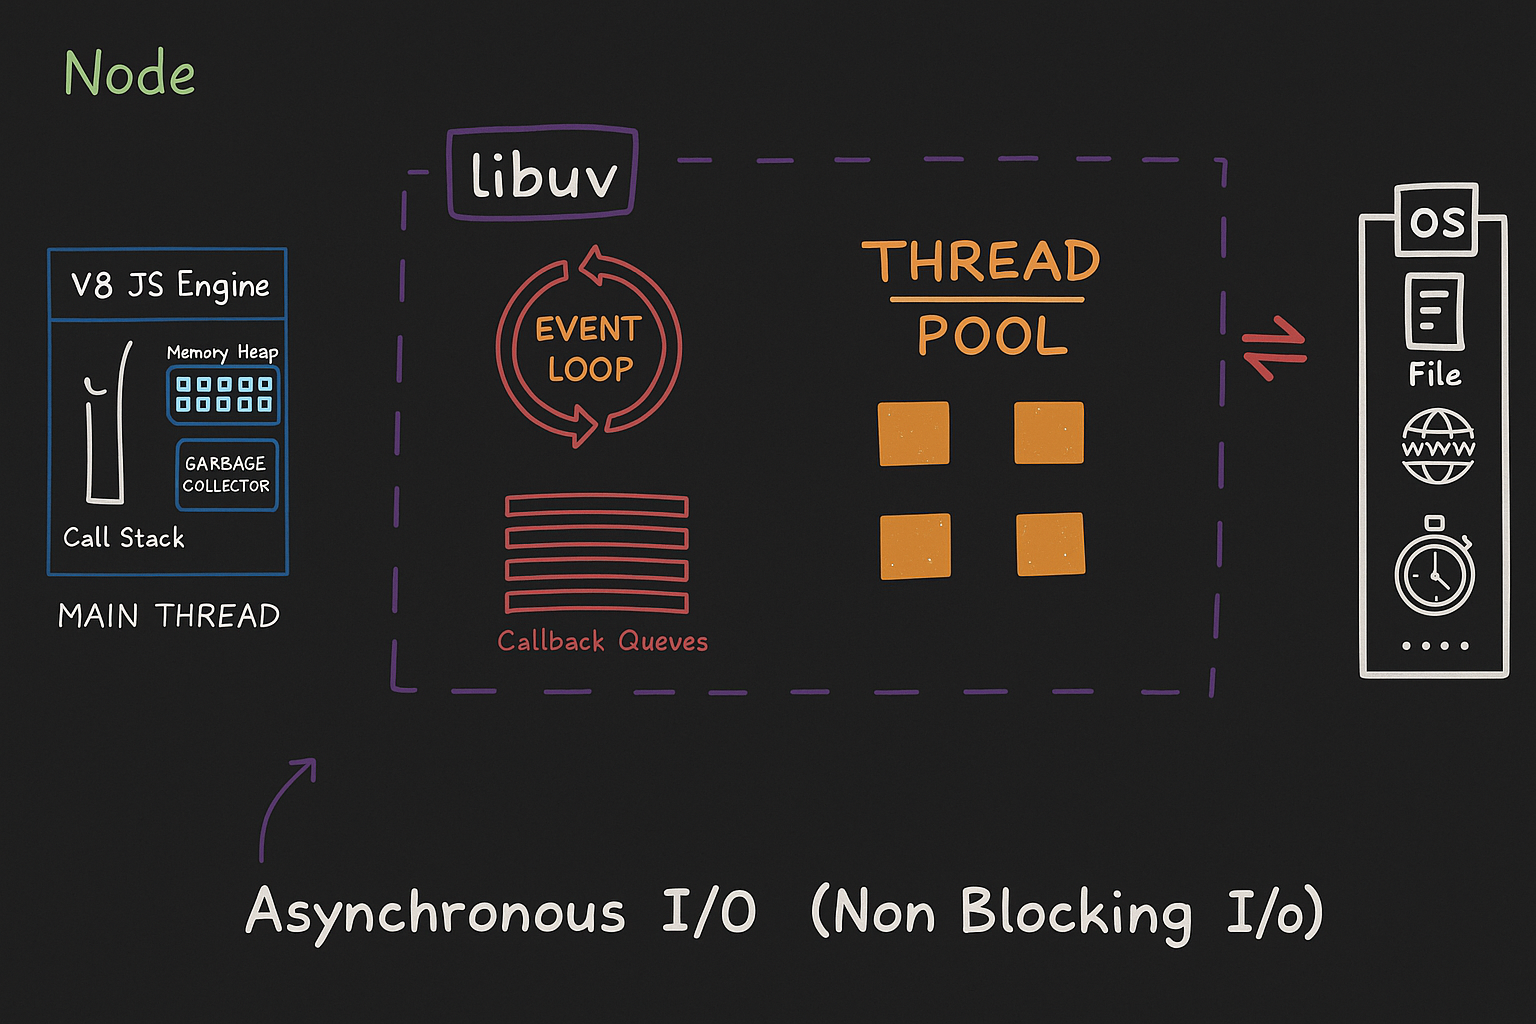 Node
libuv
OS
V8 JS Engine
Memory Heap
GARBAGE
COLLECTOR
Call Stack
MAIN THREAD
EVENT
LOOP
Callback Queves
THREAD
POOL
File
www
Asynchronous I/O (Non Blocking I/o)